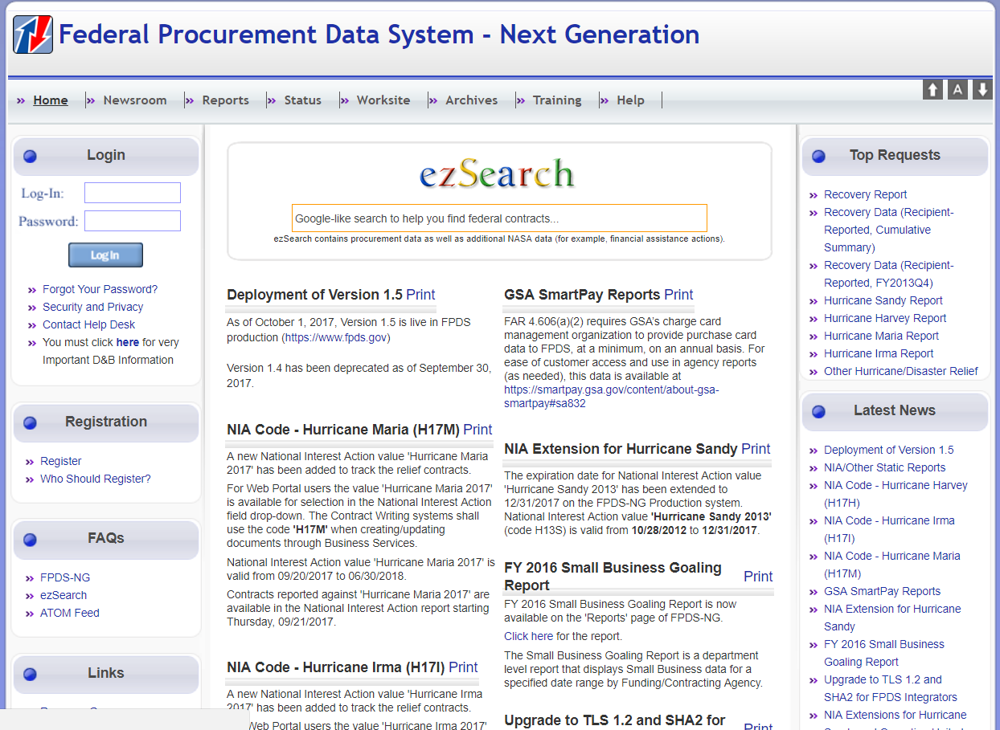 Federal Procurement Data System - Next Generation
Home
Newsroom
Reports
Status
Worksite
Archives
Training
Help
A
Login
Log-In:
Password:
Log In
Forgot Your Password?
Security and Privacy
Contact Help Desk
You must click here for very
Important D&B Information
Registration
Register
Who Should Register?
FAQs
FPDS-NG
ezSearch
ATOM Feed
Links
ezSearch
Google-like search to help you find federal contracts...
ezSearch contains procurement data as well as additional NASA data (for example, financial assistance actions).
Deployment of Version 1.5 Print
As of October 1, 2017, Version 1.5 is live in FPDS
production (https://www.fpds.gov)
Version 1.4 has been deprecated as of September 30,
2017.
NIA Code - Hurricane Maria (H17M) Print
A new National Interest Action value 'Hurricane Maria
2017' has been added to track the relief contracts.
For Web Portal users the value 'Hurricane Maria 2017'
is available for selection in the National Interest Action
field drop-down. The Contract Writing systems shall
use the code 'H17M' when creating/updating
documents through Business Services.
National Interest Action value 'Hurricane Maria 2017' is
valid from 09/20/2017 to 06/30/2018.
Contracts reported against 'Hurricane Maria 2017' are
available in the National Interest Action report starting
Thursday, 09/21/2017.
NIA Code - Hurricane Irma (H17I) Print
A new National Interest Action value 'Hurricane Irma
2017' has been added to track the relief contracts.
Web Portal users the value 'Hurricane Irma 2017'
GSA SmartPay Reports Print
FAR 4.606(a)(2) requires GSA's charge card
management organization to provide purchase card
data to FPDS, at a minimum, on an annual basis. For
ease of customer access and use in agency reports
(as needed), this data is available at
https://smartpay.gsa.gov/content/about-gsa-
smartpay#sa832
NIA Extension for Hurricane Sandy Print
The expiration date for National Interest Action value
'Hurricane Sandy 2013' has been extended to
12/31/2017 on the FPDS-NG Production system.
National Interest Action value 'Hurricane Sandy 2013'
(code H13S) is valid from 10/28/2012 to 12/31/2017.
FY 2016 Small Business Goaling
Report Print
FY 2016 Small Business Goaling Report is now
available on the 'Reports' page of FPDS-NG.
Click here for the report.
The Small Business Goaling Report is a department
level report that displays Small Business data for a
specified date range by Funding/Contracting Agency.
Upgrade to TLS 1.2 and SHA2 for
Print
Top Requests
Recovery Report
Recovery Data (Recipient-
Reported, Cumulative
Summary)
Recovery Data (Recipient-
Reported, FY2013Q4)
Hurricane Sandy Report
Hurricane Harvey Report
Hurricane Maria Report
Hurricane Irma Report
Other Hurricane/Disaster Relief
Latest News
Deployment of Version 1.5
NIA/Other Static Reports
NIA Code - Hurricane Harvey
(H17H)
NIA Code - Hurricane Irma
(H17I)
NIA Code - Hurricane Maria
(H17M)
GSA SmartPay Reports
NIA Extension for Hurricane
Sandy
FY 2016 Small Business
Goaling Report
Upgrade to TLS 1.2 and
SHA2 for FPDS Integrators
NIA Extensions for Hurricane